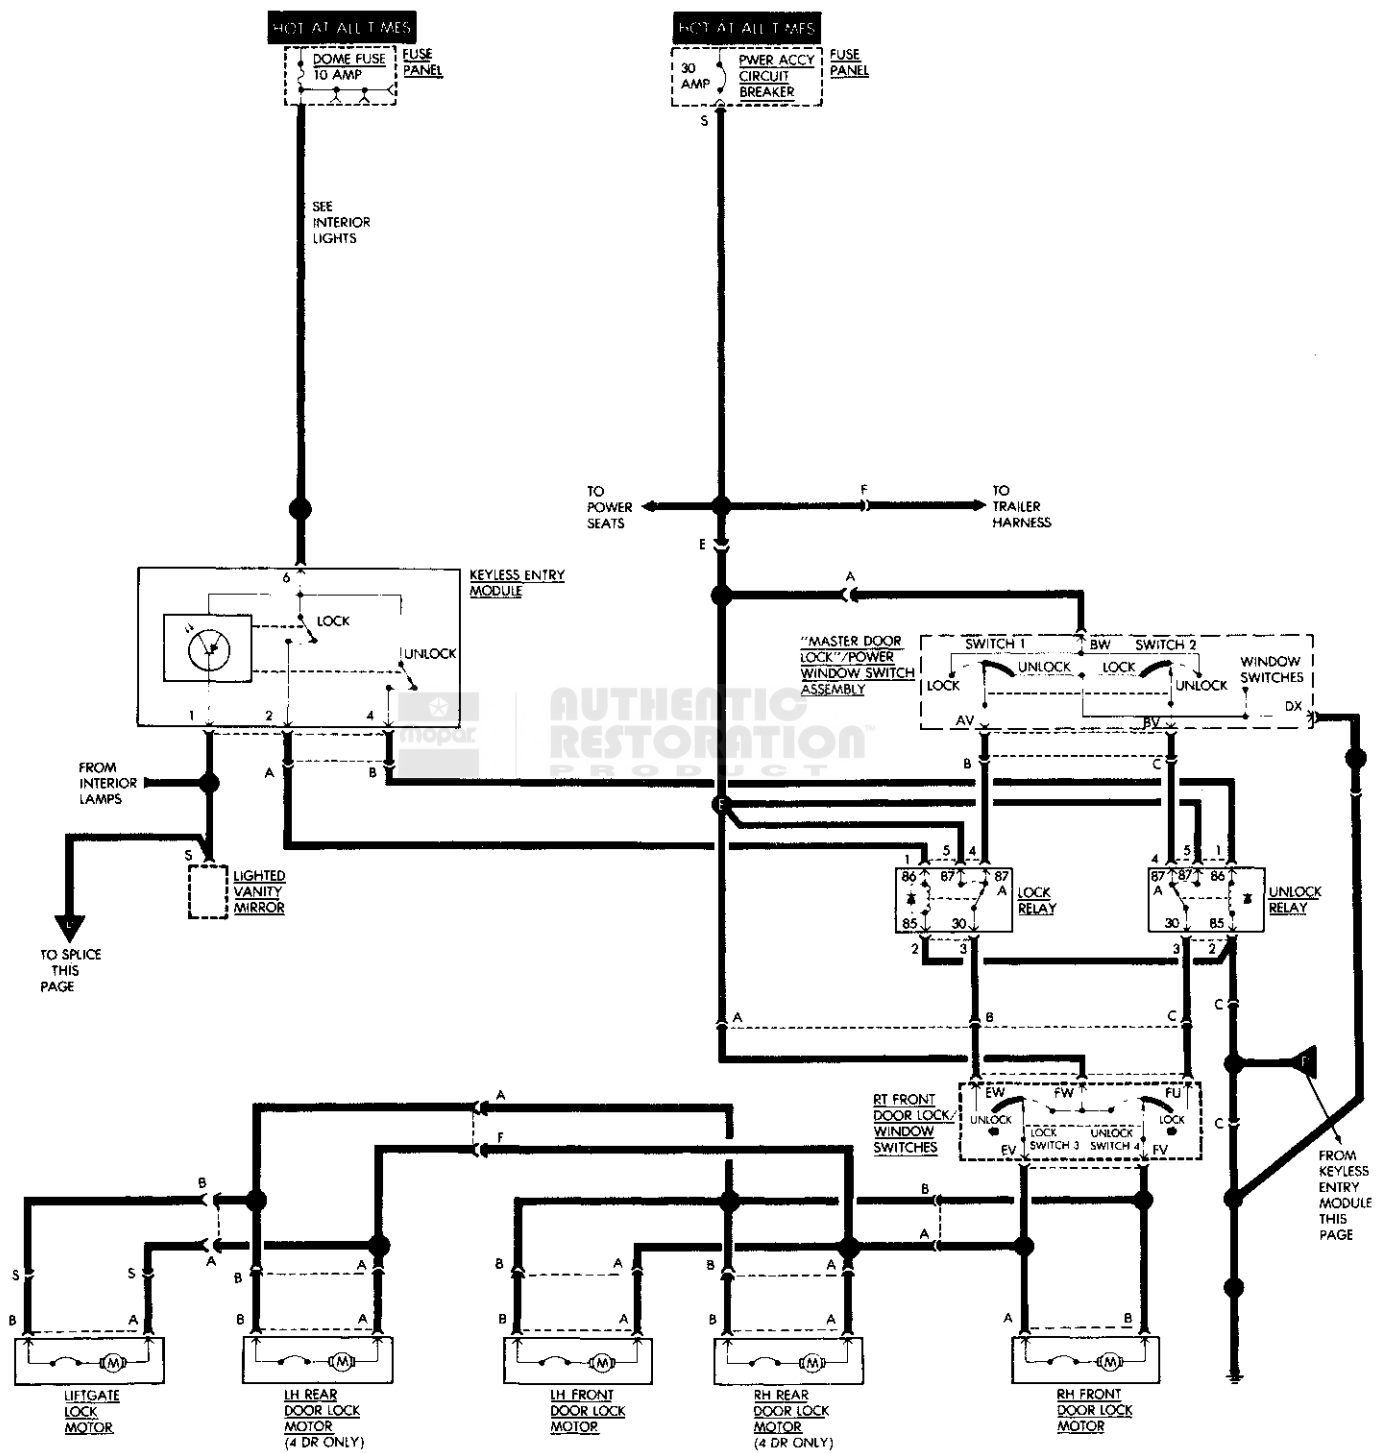 HOT AT ALL TIMES
HOT AT ALL TIMES
DOME FUSE
10 AMP
FUSE
PANEL
30
AMP
PWER ACCY
CIRCUIT
BREAKER
FUSE
PANEL
S
SEE
INTERIOR
LIGHTS
TO
POWER
SEATS
F
TO
TRAILER
HARNESS
E
6
KEYLESS ENTRY
MODULE
LOCK
UNLOCK
1
2
4
A
"MASTER DOOR
LOCK"/POWER
WINDOW SWITCH
ASSEMBLY
SWITCH 1
BW
SWITCH 2
UNLOCK
LOCK
LOCK
UNLOCK
WINDOW
SWITCHES
DX
AV
BV
mopar
AUTHENTIC
RESTORATION™
PRODUCT
A
B
B
C
FROM
INTERIOR
LAMPS
E
S
LIGHTED
VANITY
MIRROR
TO SPLICE
THIS
PAGE
1
5
4
86
87
87
A
85
30
2
3
LOCK
RELAY
4
5
1
87
A
87
86
30
85
3
2
UNLOCK
RELAY
A
B
C
C
C
RT FRONT
DOOR LOCK/
WINDOW
SWITCHES
EW
FW
FU
UNLOCK
LOCK
LOCK
SWITCH 3
UNLOCK
SWITCH 4
EV
FV
FROM
KEYLESS
ENTRY
MODULE
THIS
PAGE
A
F
B
A
B
A
S
S
B
A
B
A
B
A
B
A
B
A
B
A
B
A
A
B
LIFTGATE
LOCK
MOTOR
M
LH REAR
DOOR LOCK
MOTOR
(4 DR ONLY)
M
LH FRONT
DOOR LOCK
MOTOR
M
RH REAR
DOOR LOCK
MOTOR
(4 DR ONLY)
M
RH FRONT
DOOR LOCK
MOTOR
M